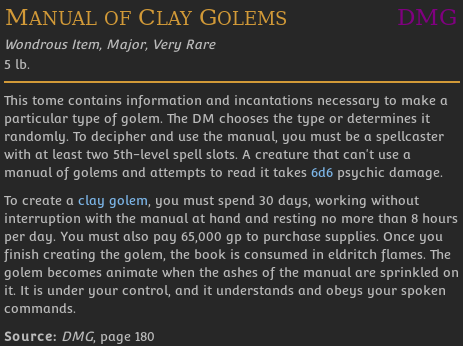 MANUAL OF CLAY GOLEMS DMG
Wondrous Item, Major, Very Rare
5 lb.
This tome contains information and incantations necessary to make a
particular type of golem. The DM chooses the type or determines it
randomly. To decipher and use the manual, you must be a spellcaster
with at least two 5th-level spell slots. A creature that can't use a
manual of golems and attempts to read it takes 6d6 psychic damage.
To create a clay golem, you must spend 30 days, working without
interruption with the manual at hand and resting no more than 8 hours
per day. You must also pay 65,000 gp to purchase supplies. Once you
finish creating the golem, the book is consumed in eldritch flames. The
golem becomes animate when the ashes of the manual are sprinkled on
it. It is under your control, and it understands and obeys your spoken
commands.
Source: DMG, page 180